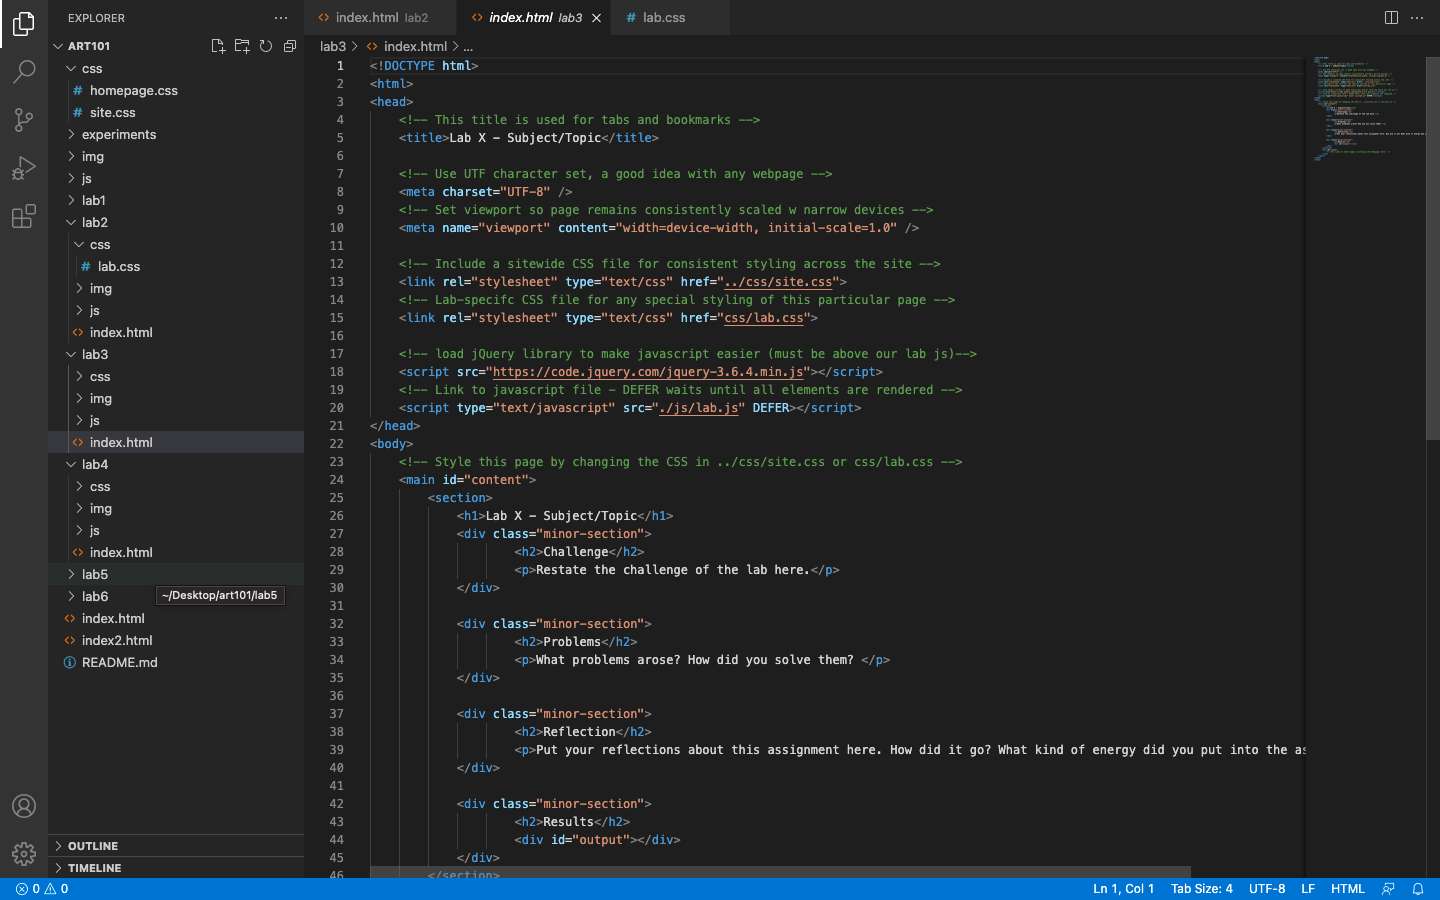 EXPLORER
ART101
css
homepage.css
site.css
experiments
img
js
lab1
lab2
css
lab.css
img
js
index.html
lab3
css
img
js
index.html
lab4
css
img
js
index.html
lab5
lab6
~/Desktop/art101/lab5
index.html
index2.html
README.md
OUTLINE
TIMELINE
index.html lab2
index.html lab3
lab.css
lab3 > index.html > ...
1 <!DOCTYPE html>
2 <html>
3 <head>
4 <!-- This title is used for tabs and bookmarks -->
5 <title>Lab X - Subject/Topic</title>
6
7 <!-- Use UTF character set, a good idea with any webpage -->
8 <meta charset="UTF-8" />
9 <!-- Set viewport so page remains consistently scaled w narrow devices -->
10 <meta name="viewport" content="width=device-width, initial-scale=1.0" />
11
12 <!-- Include a sitewide CSS file for consistent styling across the site -->
13 <link rel="stylesheet" type="text/css" href="../css/site.css">
14 <!-- Lab-specifc CSS file for any special styling of this particular page -->
15 <link rel="stylesheet" type="text/css" href="css/lab.css">
16
17 <!-- load jQuery library to make javascript easier (must be above our lab js)-->
18 <script src="https://code.jquery.com/jquery-3.6.4.min.js"></script>
19 <!-- Link to javascript file - DEFER waits until all elements are rendered -->
20 <script type="text/javascript" src="./js/lab.js" DEFER></script>
21 </head>
22 <body>
23 <!-- Style this page by changing the CSS in ../css/site.css or css/lab.css -->
24 <main id="content">
25 <section>
26 <h1>Lab X - Subject/Topic</h1>
27 <div class="minor-section">
28 <h2>Challenge</h2>
29 <p>Restate the challenge of the lab here.</p>
30 </div>
31
32 <div class="minor-section">
33 <h2>Problems</h2>
34 <p>What problems arose? How did you solve them? </p>
35 </div>
36
37 <div class="minor-section">
38 <h2>Reflection</h2>
39 <p>Put your reflections about this assignment here. How did it go? What kind of energy did you put into the as
40 </div>
41
42 <div class="minor-section">
43 <h2>Results</h2>
44 <div id="output"></div>
45 </div>
46 </section>
0 0
Ln 1, Col 1 Tab Size: 4 UTF-8 LF HTML